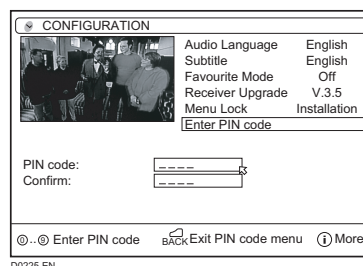 CONFIGURATION
Audio Language English
Subtitle English
Favourite Mode Off
Receiver Upgrade V.3.5
Menu Lock Installation
Enter PIN code
PIN code: _ _ _ _
Confirm: _ _ _ _
0..9 Enter PIN code BACK Exit PIN code menu i More
D0225 EN